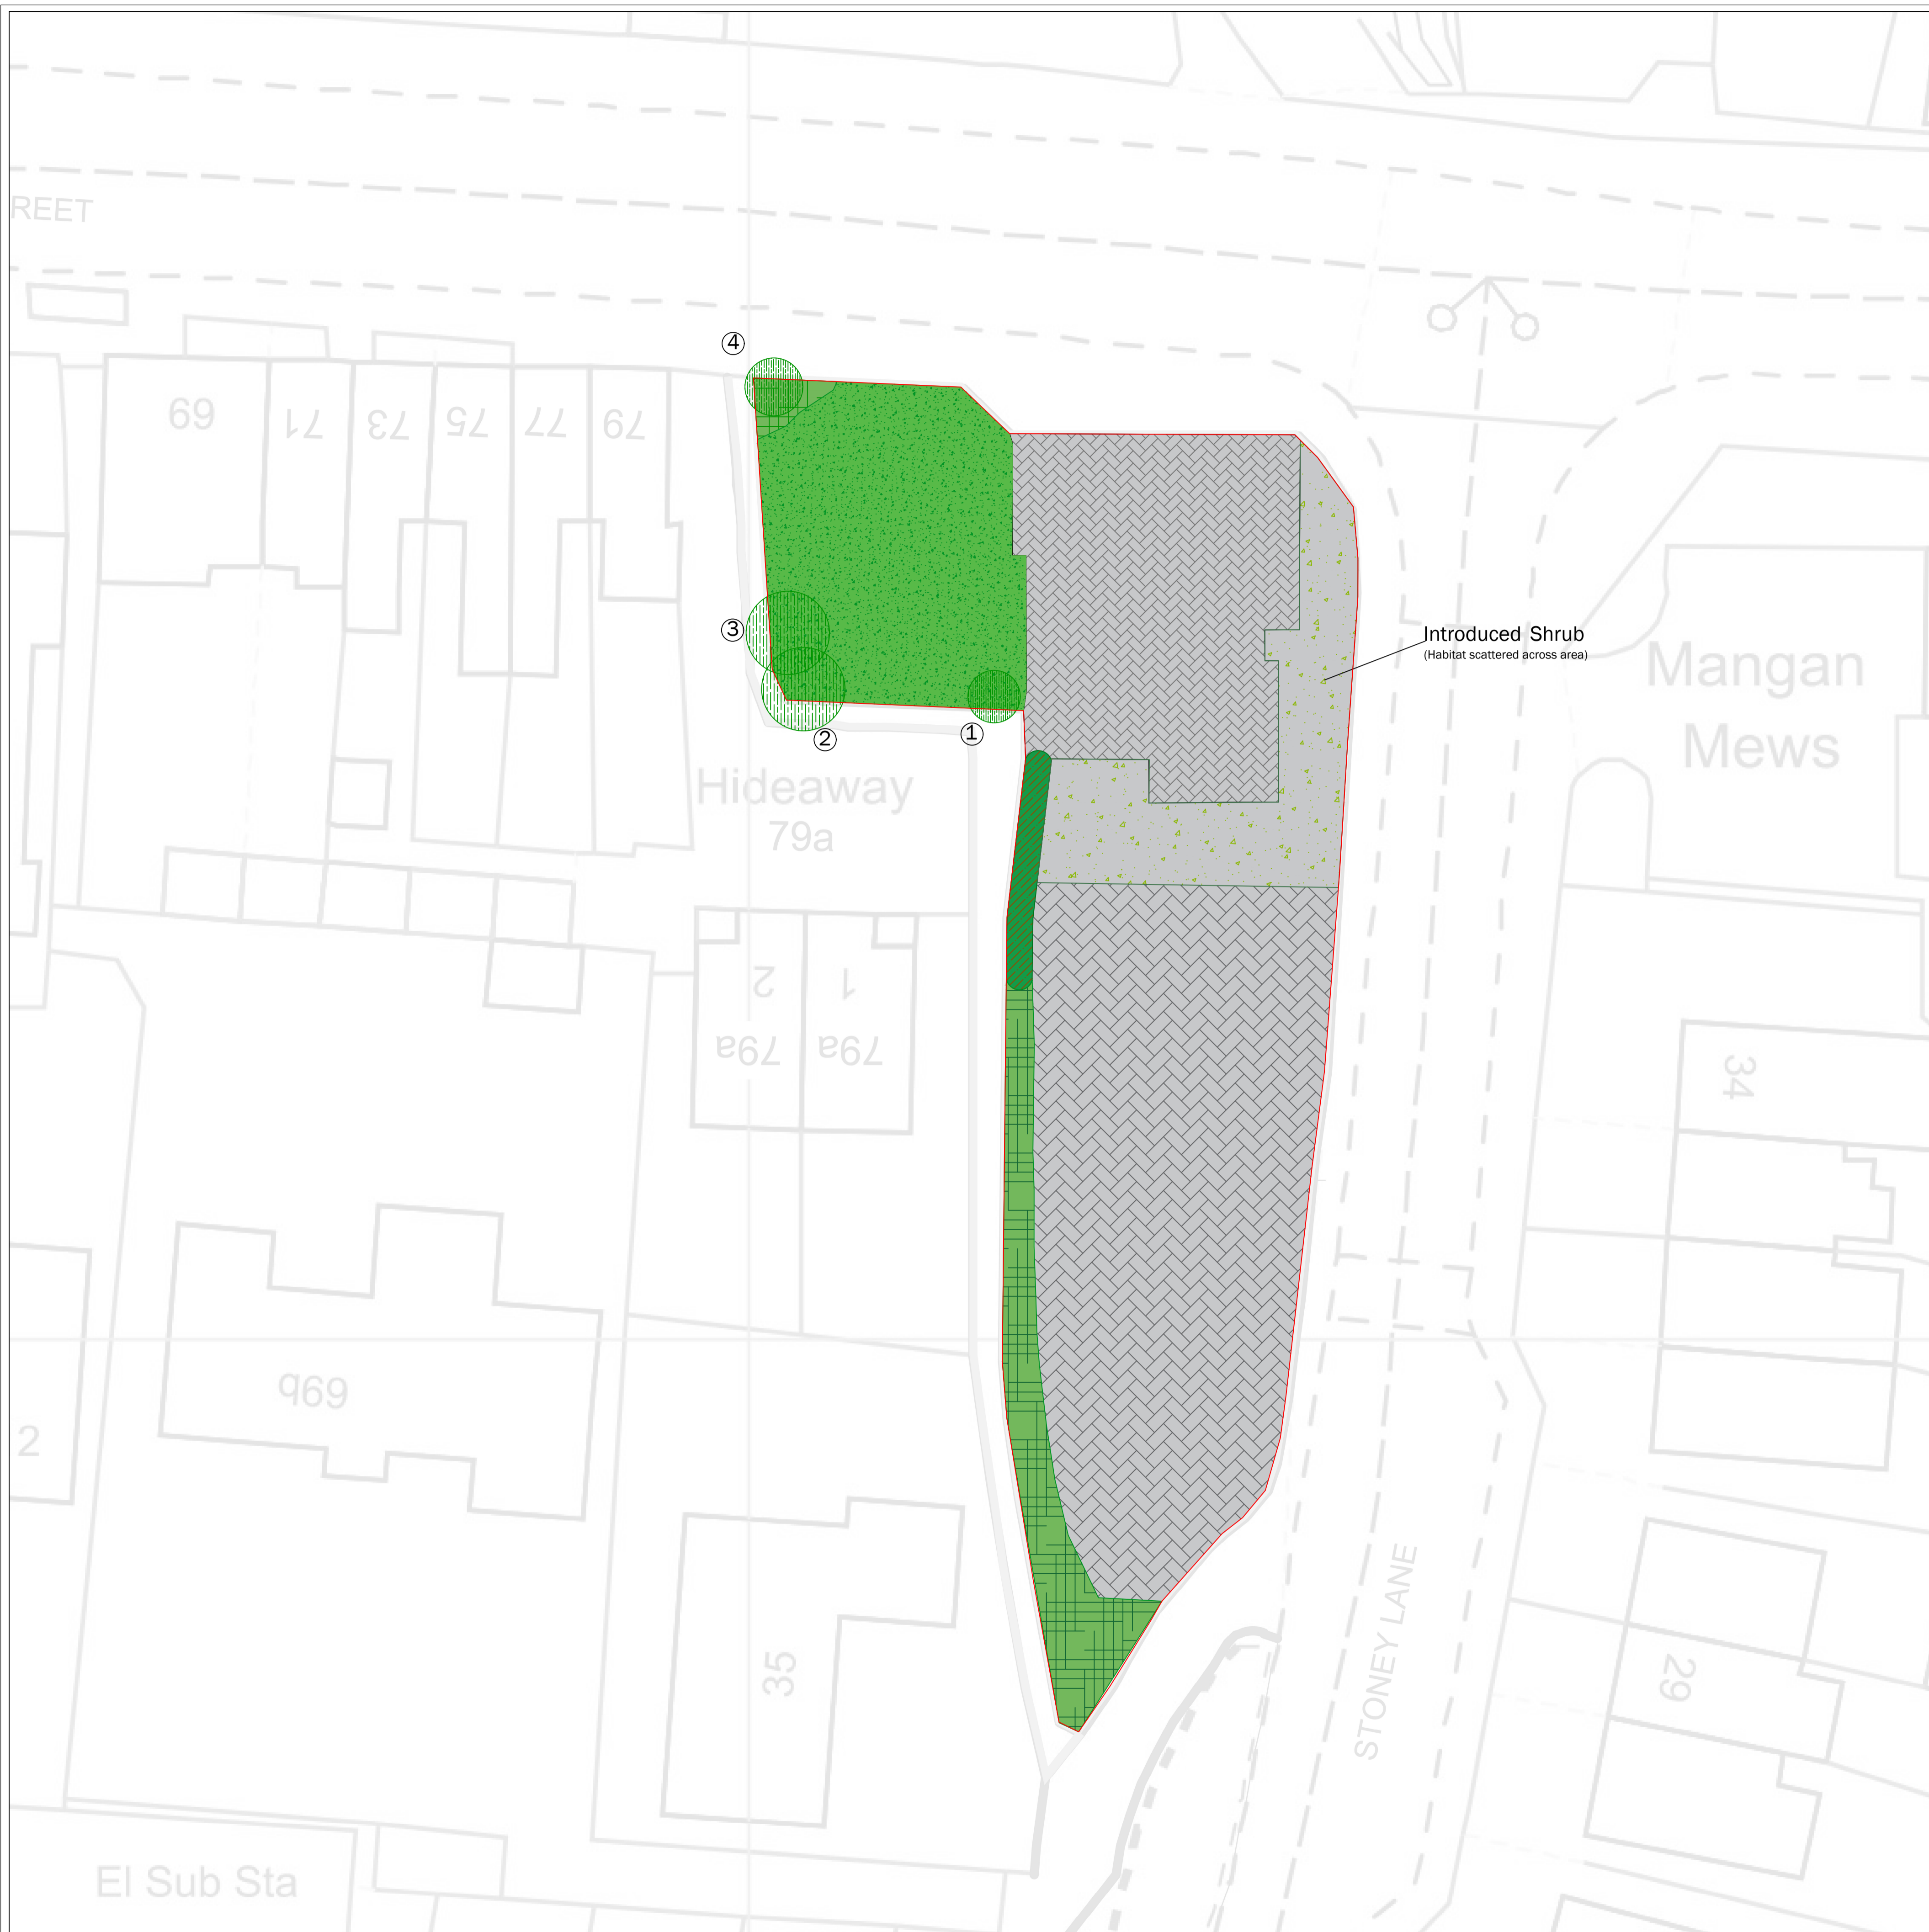 REET
④
69
71
73
75
77
79
③
Introduced Shrub
(Habitat scattered across area)
Mangan
Mews
①
②
Hideaway
79a
2
1
79a
79a
34
69b
2
STONEY LANE
35
29
El Sub Sta